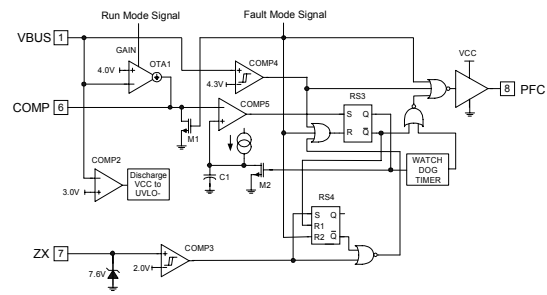 Run Mode Signal
Fault Mode Signal
VBUS 1
GAIN
VCC
4.0V
OTA1
COMP4
4.3V
RS3
8 PFC
COMP 6
COMP5
S Q
R Q
M1
COMP2
C1
M2
WATCH
DOG
TIMER
Discharge
VCC to
UVLO-
3.0V
RS4
S Q
R1
R2 Q
ZX 7
COMP3
7.6V
2.0V